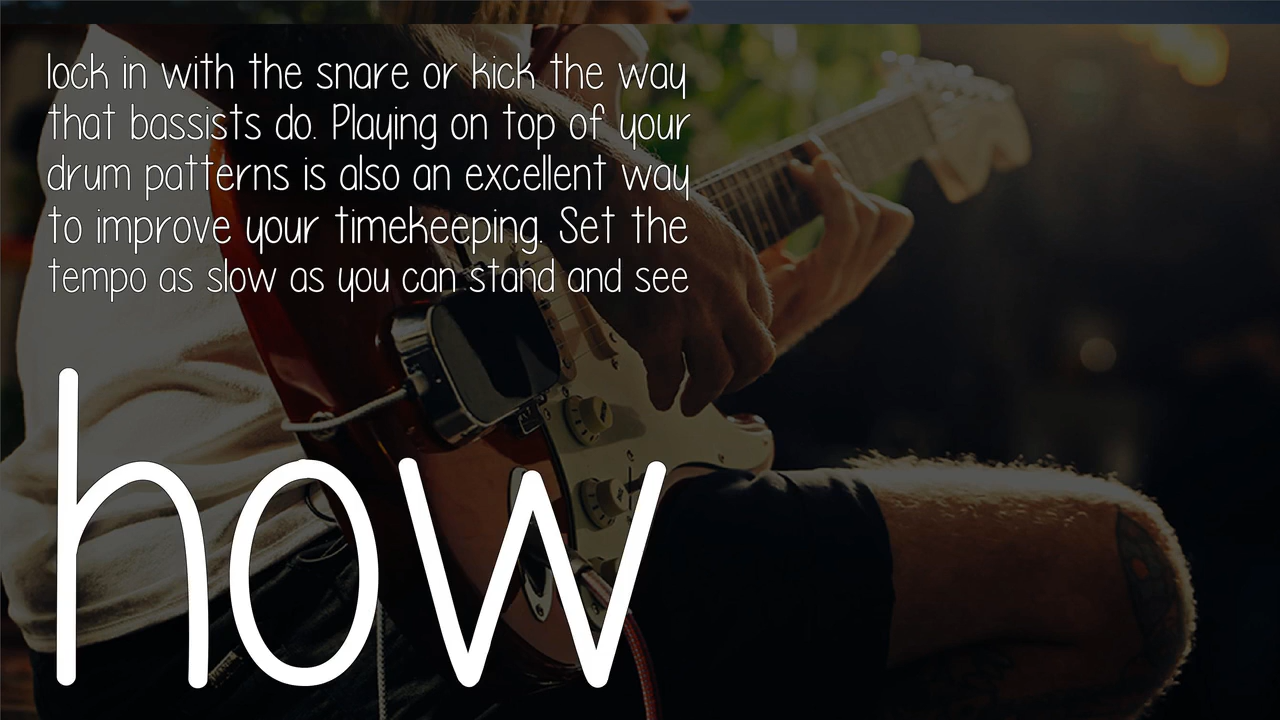 lock in with the snare or kick the way
that bassists do. Playing on top of your
drum patterns is also an excellent way
to improve your timekeeping. Set the
tempo as slow as you can stand and see
how